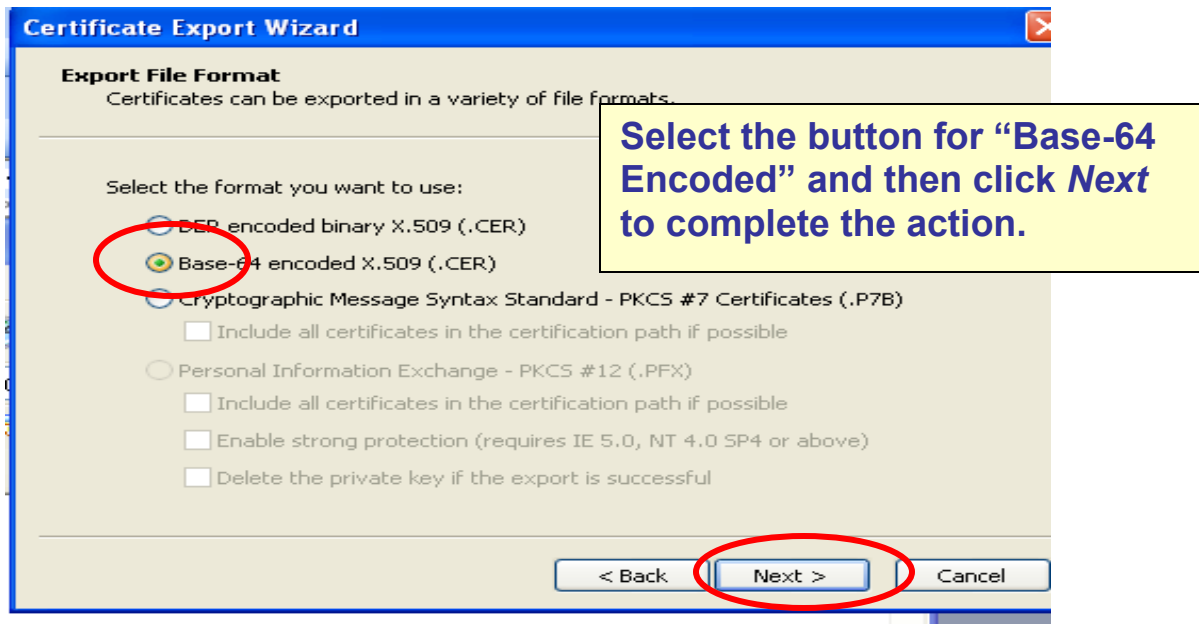 Certificate Export Wizard
Export File Format
Certificates can be exported in a variety of file formats.
Select the button for “Base-64
Encoded” and then click Next
to complete the action.
Select the format you want to use:
DER encoded binary X.509 (.CER)
Base-64 encoded X.509 (.CER)
Cryptographic Message Syntax Standard - PKCS #7 Certificates (.P7B)
Include all certificates in the certification path if possible
Personal Information Exchange - PKCS #12 (.PFX)
Include all certificates in the certification path if possible
Enable strong protection (requires IE 5.0, NT 4.0 SP4 or above)
Delete the private key if the export is successful
< Back Next > Cancel